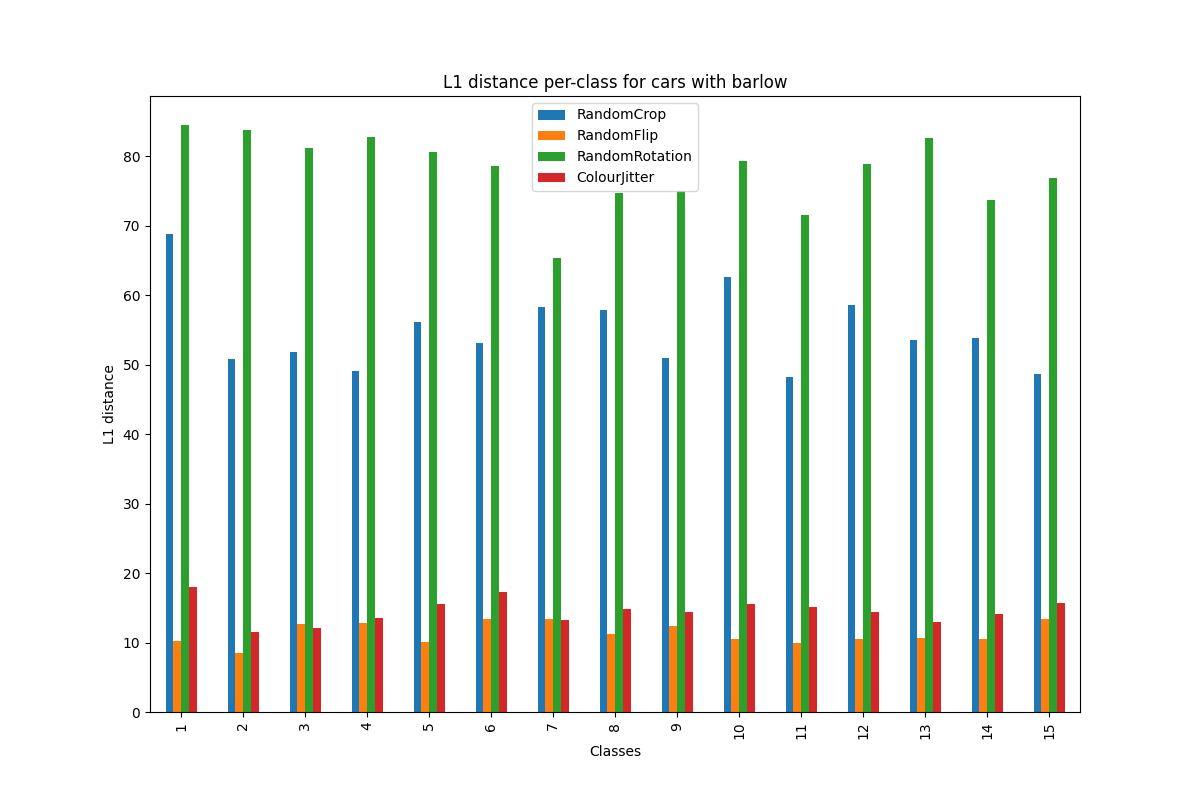 L1 distance per-class for cars with barlow
RandomCrop
RandomFlip
RandomRotation
ColourJitter
80
70
60
50
40
30
20
10
0
L1 distance
1 2 3 4 5 6 7 8 9 10 11 12 13 14 15
Classes